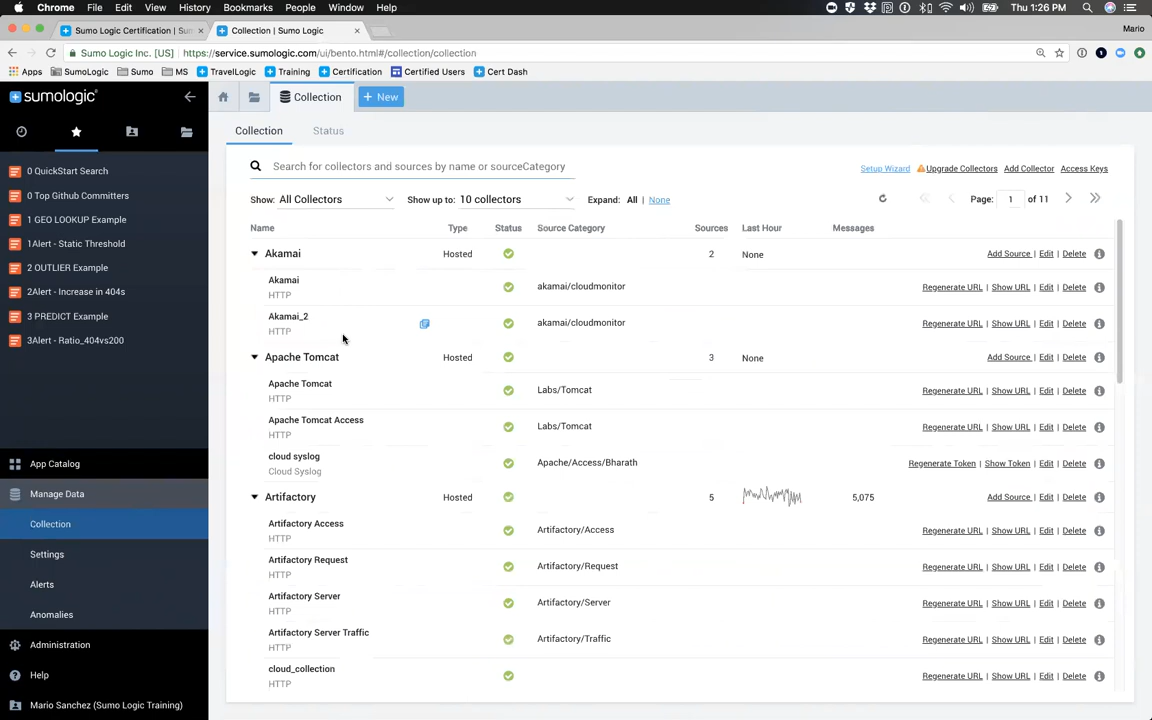 Chrome File Edit View History Bookmarks People Window Help Thu 1:26 PM
Sumo Logic Certification | Sum Collection | Sumo Logic Mario
Sumo Logic Inc. [US] https://service.sumologic.com/ui/bento.html#/collection/collection
Apps SumoLogic Sumo MS TravelLogic Training Certification Certified Users Cert Dash
sumologic
Collection + New
Collection Status
0 QuickStart Search
0 Top Github Committers
1 GEO LOOKUP Example
1Alert - Static Threshold
2 OUTLIER Example
2Alert - Increase in 404s
3 PREDICT Example
3Alert - Ratio_404vs200
App Catalog
Manage Data
Collection
Settings
Alerts
Anomalies
Administration
Help
Mario Sanchez (Sumo Logic Training)
Search for collectors and sources by name or sourceCategory
Setup Wizard | Upgrade Collectors Add Collector Access Keys
Show: All Collectors Show up to: 10 collectors Expand: All | None Page: 1 of 11
Name Type Status Source Category Sources Last Hour Messages
Akamai Hosted 2 None Add Source | Edit | Delete
Akamai akamai/cloudmonitor Regenerate URL | Show URL | Edit | Delete
HTTP
Akamai_2 akamai/cloudmonitor Regenerate URL | Show URL | Edit | Delete
HTTP
Apache Tomcat Hosted 3 None Add Source | Edit | Delete
Apache Tomcat Labs/Tomcat Regenerate URL | Show URL | Edit | Delete
HTTP
Apache Tomcat Access Labs/Tomcat Regenerate URL | Show URL | Edit | Delete
HTTP
cloud syslog Apache/Access/Bharath Regenerate Token | Show Token | Edit | Delete
Cloud Syslog
Artifactory Hosted 5 5,075 Add Source | Edit | Delete
Artifactory Access Artifactory/Access Regenerate URL | Show URL | Edit | Delete
HTTP
Artifactory Request Artifactory/Request Regenerate URL | Show URL | Edit | Delete
HTTP
Artifactory Server Artifactory/Server Regenerate URL | Show URL | Edit | Delete
HTTP
Artifactory Server Traffic Artifactory/Traffic Regenerate URL | Show URL | Edit | Delete
HTTP
cloud_collection Regenerate URL | Show URL | Edit | Delete
HTTP